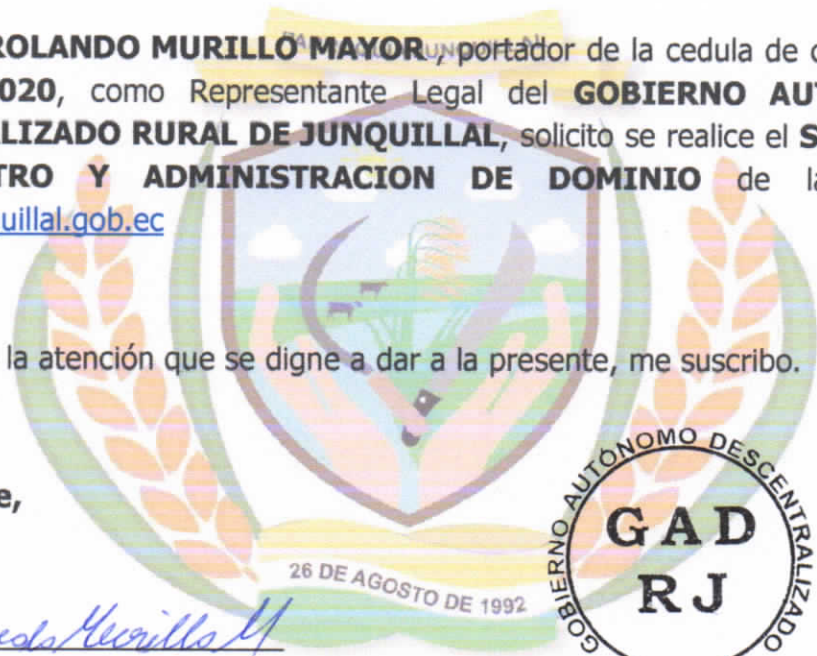 ROLANDO MURILLO MAYOR , portador de la cedula de
020, como Representante Legal del GOBIERNO AUT
LIZADO RURAL DE JUNQUILLAL, solicito se realice el S
TRO Y ADMINISTRACION DE DOMINIO de la
uillal.gob.ec
la atención que se digne a dar a la presente, me suscribo.
e,
26 DE AGOSTO DE 1992
Murillo M
GOBIERNO AUTÓNOMO DESCENTRALIZADO
GAD
RJ